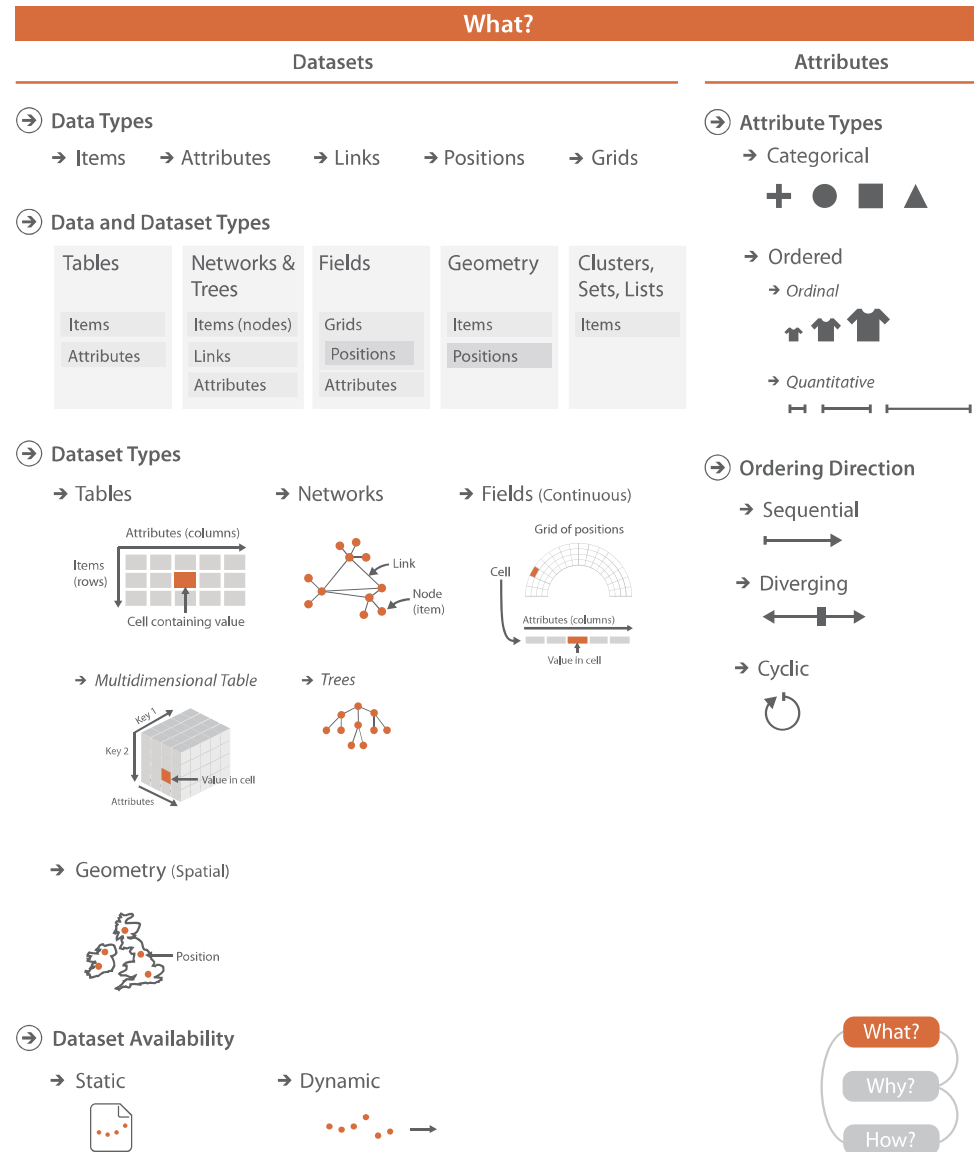 What?
Datasets
Attributes
Data Types
Items
Attributes
Links
Positions
Grids
Data and Dataset Types
Tables
Items
Attributes
Networks &
Trees
Items (nodes)
Links
Attributes
Fields
Grids
Positions
Attributes
Geometry
Items
Positions
Clusters,
Sets, Lists
Items
Dataset Types
Tables
Attributes (columns)
Items
(rows)
Cell containing value
Networks
Link
Node
(item)
Fields (Continuous)
Grid of positions
Cell
Attributes (columns)
Value in cell
Multidimensional Table
Key 1
Key 2
Value in cell
Attributes
Trees
Geometry (Spatial)
Position
Dataset Availability
Static
Dynamic
Attribute Types
Categorical
Ordered
Ordinal
Quantitative
Ordering Direction
Sequential
Diverging
Cyclic
What?
Why?
How?